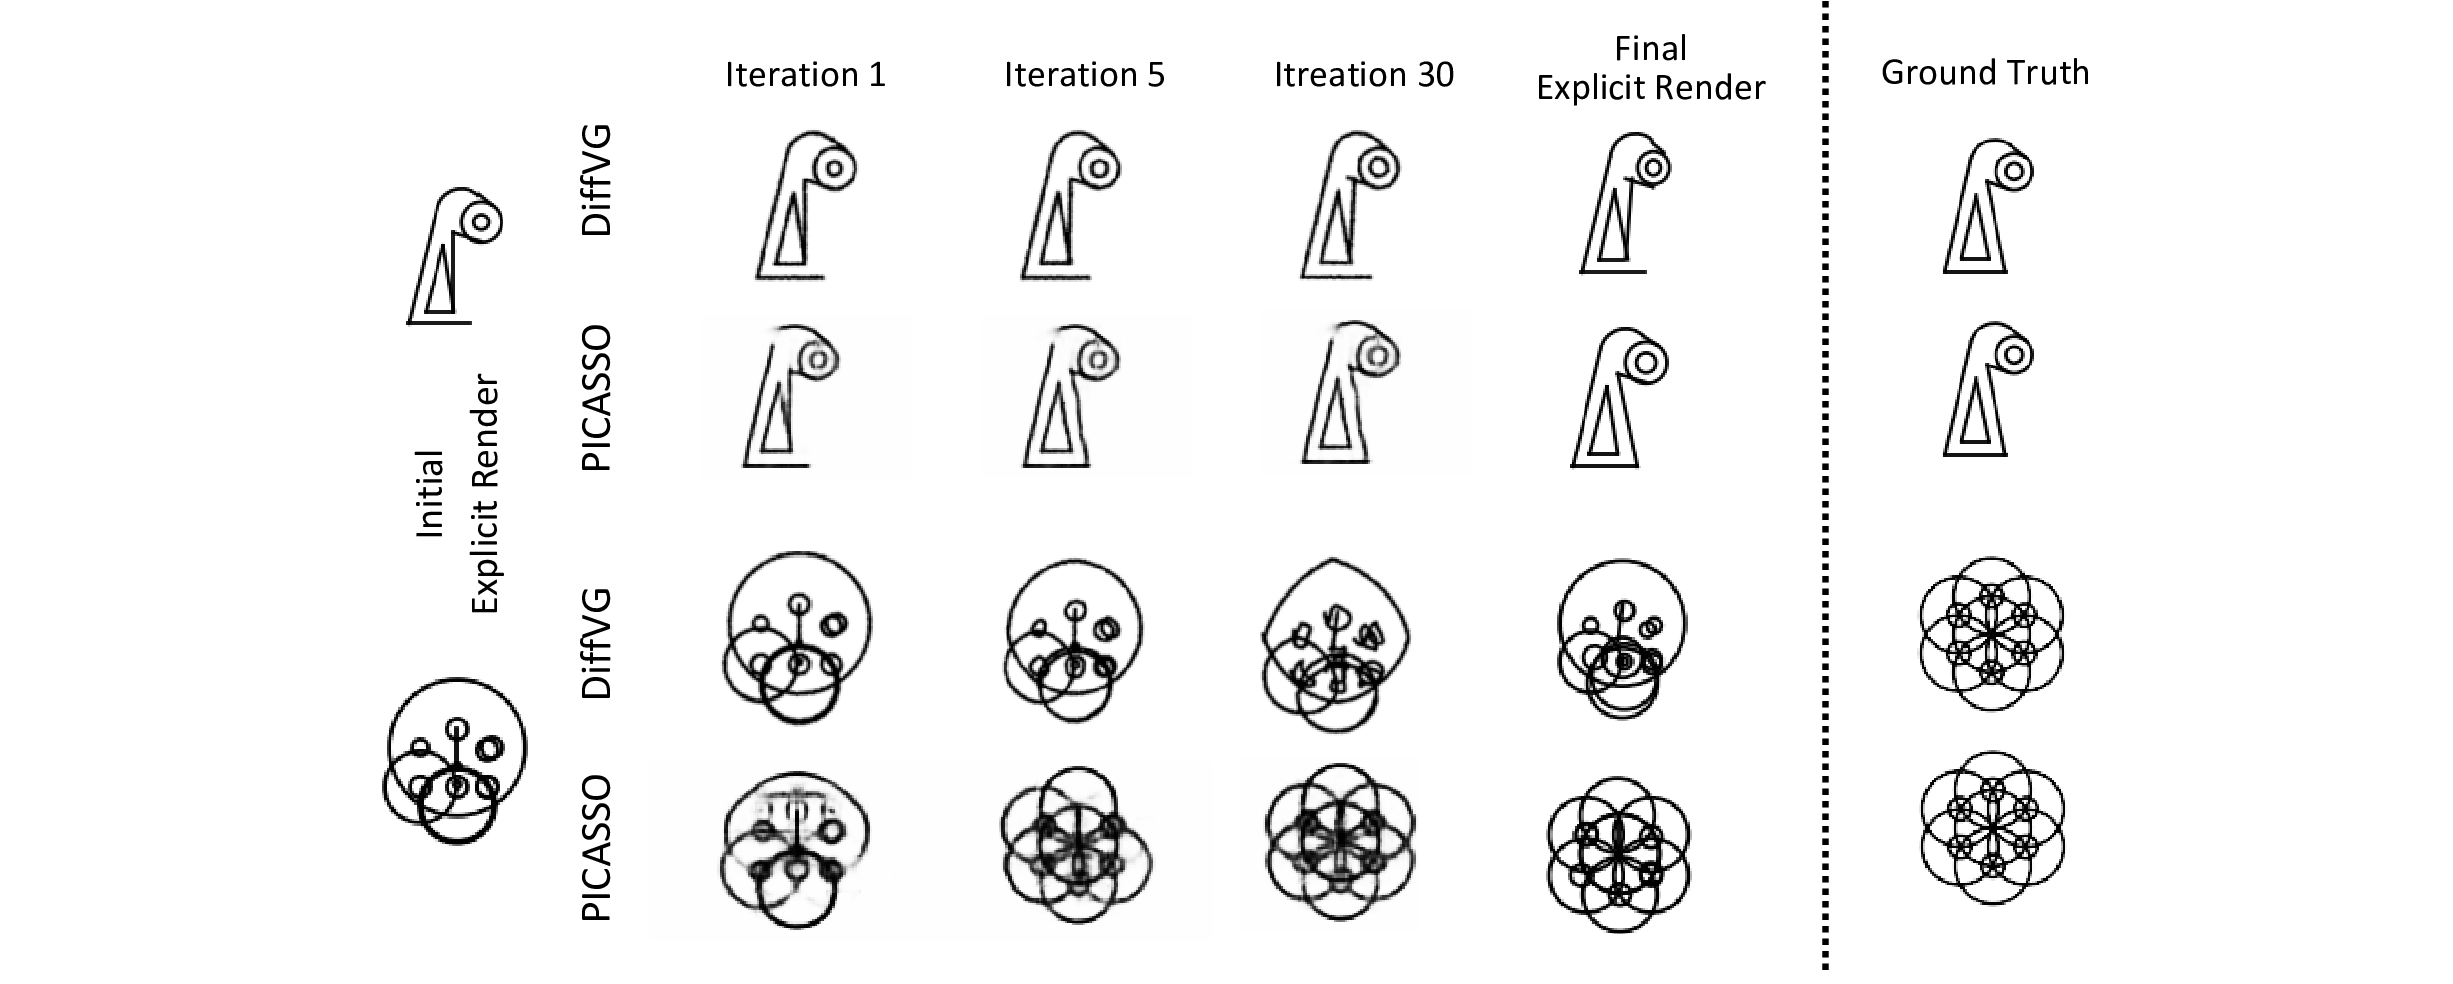 Iteration 1
Iteration 5
Itreation 30
Final
Explicit Render
Ground Truth
DiffVG
PICASSO
Initial
Explicit Render
DiffVG
PICASSO